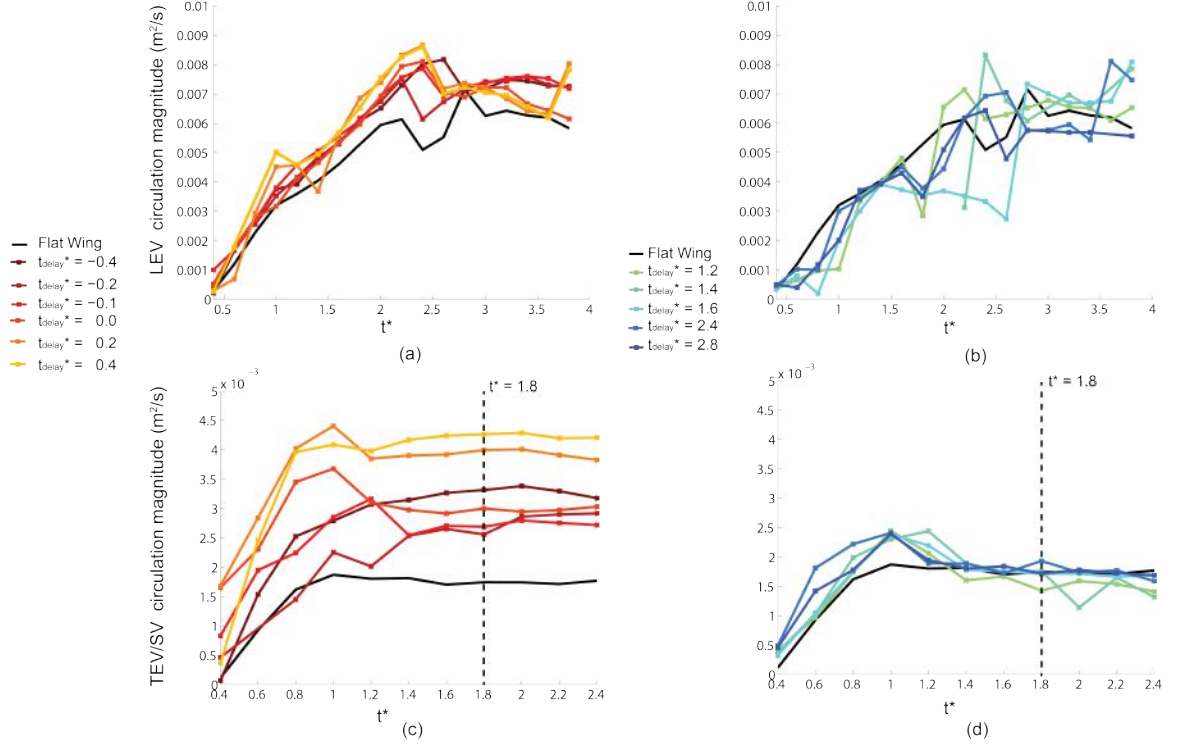 LEV circulation magnitude (m²/s)
0.01
0.009
0.008
0.007
0.006
0.005
0.004
0.003
0.002
0.001
0
0.5 1 1.5 2 2.5 3 3.5 4
t*
(a)
0.01
0.009
0.008
0.007
0.006
0.005
0.004
0.003
0.002
0.001
0
0.5 1 1.5 2 2.5 3 3.5 4
t*
(b)
Flat Wing
tdelay* = −0.4
tdelay* = −0.2
tdelay* = −0.1
tdelay* = 0.0
tdelay* = 0.2
tdelay* = 0.4
Flat Wing
tdelay* = 1.2
tdelay* = 1.4
tdelay* = 1.6
tdelay* = 2.4
tdelay* = 2.8
TEV/SV circulation magnitude (m²/s)
x 10⁻³
t* = 1.8
5
4.5
4
3.5
3
2.5
2
1.5
1
0.5
0
0.4 0.6 0.8 1 1.2 1.4 1.6 1.8 2 2.2 2.4
t*
(c)
x 10⁻³
t* = 1.8
5
4.5
4
3.5
3
2.5
2
1.5
1
0.5
0
0.4 0.6 0.8 1 1.2 1.4 1.6 1.8 2 2.2 2.4
t*
(d)